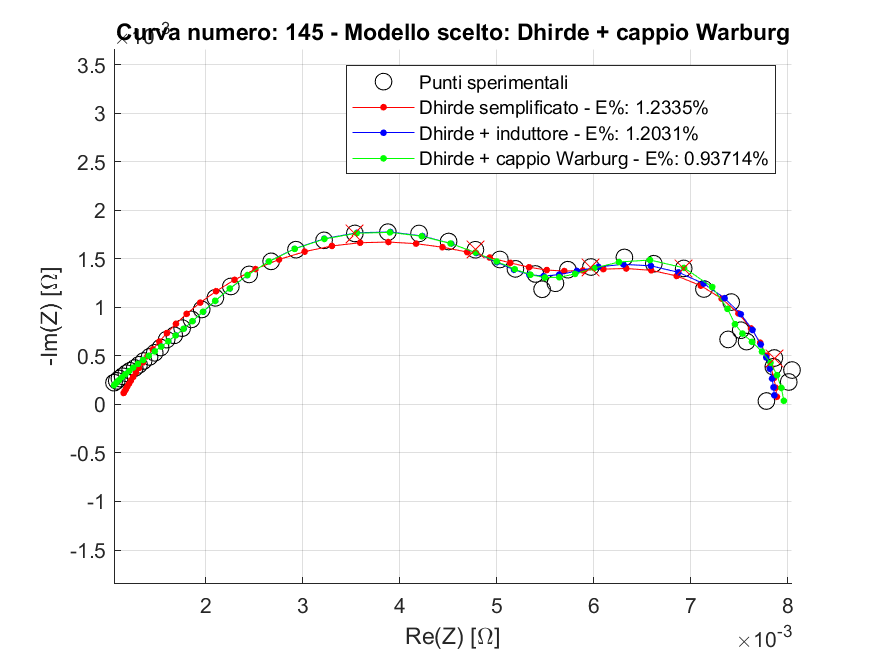 Curva numero: 145 - Modello scelto: Dhirde + cappio Warburg
×10⁻³
Punti sperimentali
Dhirde semplificato - E%: 1.2335%
Dhirde + induttore - E%: 1.2031%
Dhirde + cappio Warburg - E%: 0.93714%
3.5
3
2.5
2
1.5
1
0.5
0
-0.5
-1
-1.5
-Im(Z) [Ω]
2 3 4 5 6 7 8
Re(Z) [Ω]
×10⁻³